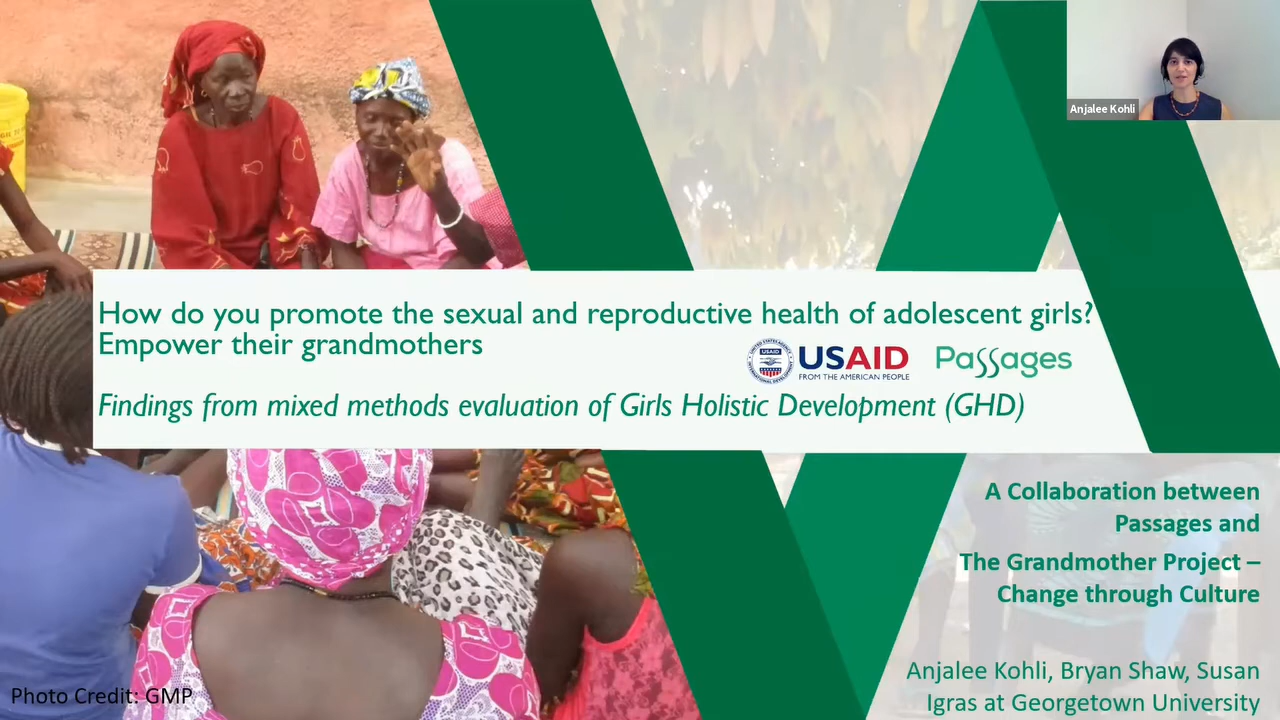 Anjalee Kohli
How do you promote the sexual and reproductive health of adolescent girls?
Empower their grandmothers
USAID
FROM THE AMERICAN PEOPLE
Passages
Findings from mixed methods evaluation of Girls Holistic Development (GHD)
A Collaboration between
Passages and
The Grandmother Project –
Change through Culture
Anjalee Kohli, Bryan Shaw, Susan
Igras at Georgetown University
Photo Credit: GMP